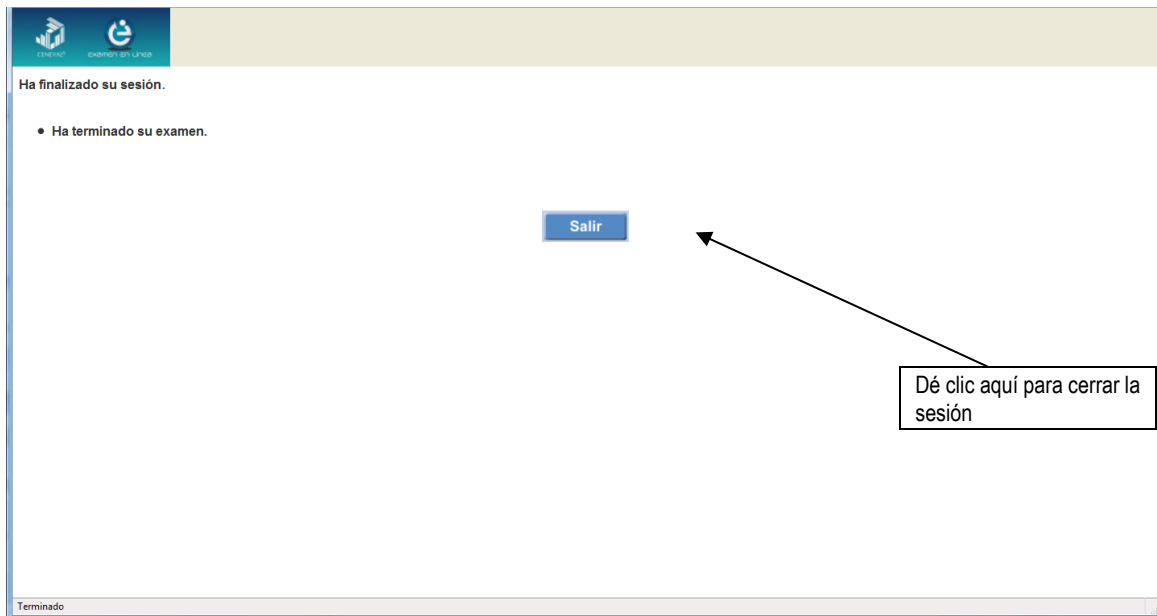 CENEVAL®
examen en línea
Ha finalizado su sesión.
Ha terminado su examen.
Salir
Dé clic aquí para cerrar la
sesión
Terminado